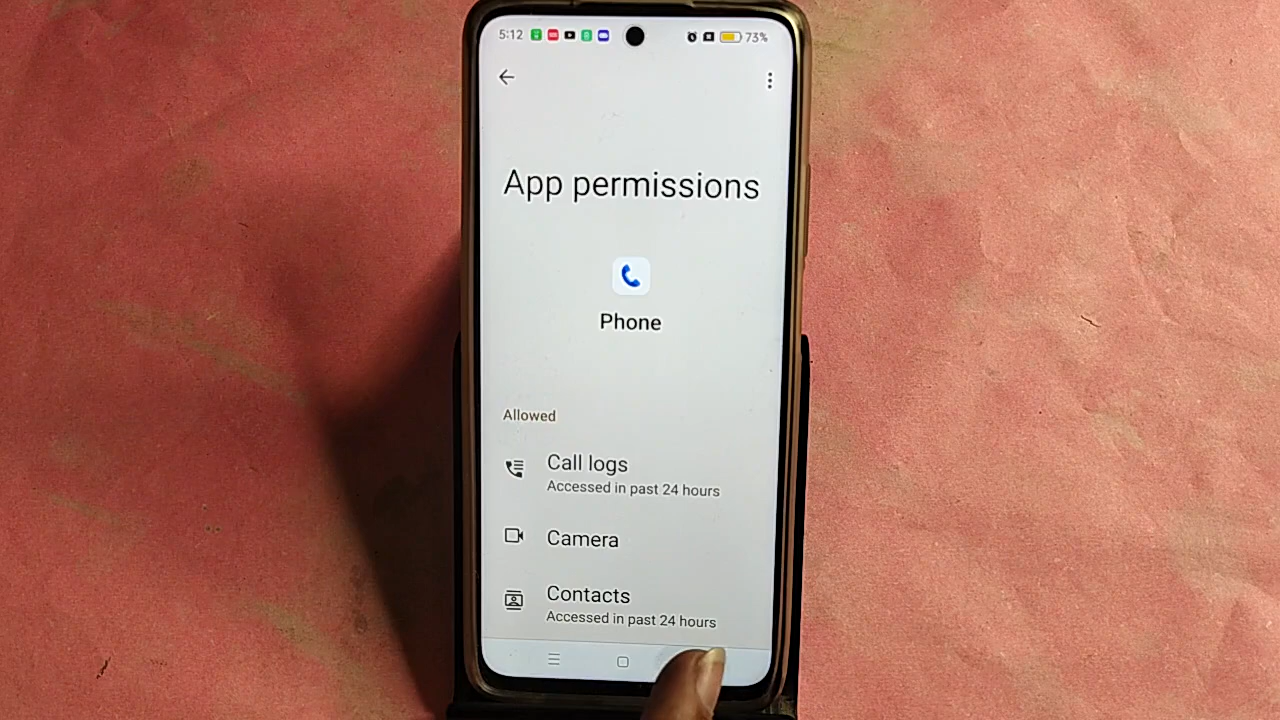 5:12 73%
App permissions
Phone
Allowed
Call logs
Accessed in past 24 hours
Camera
Contacts
Accessed in past 24 hours